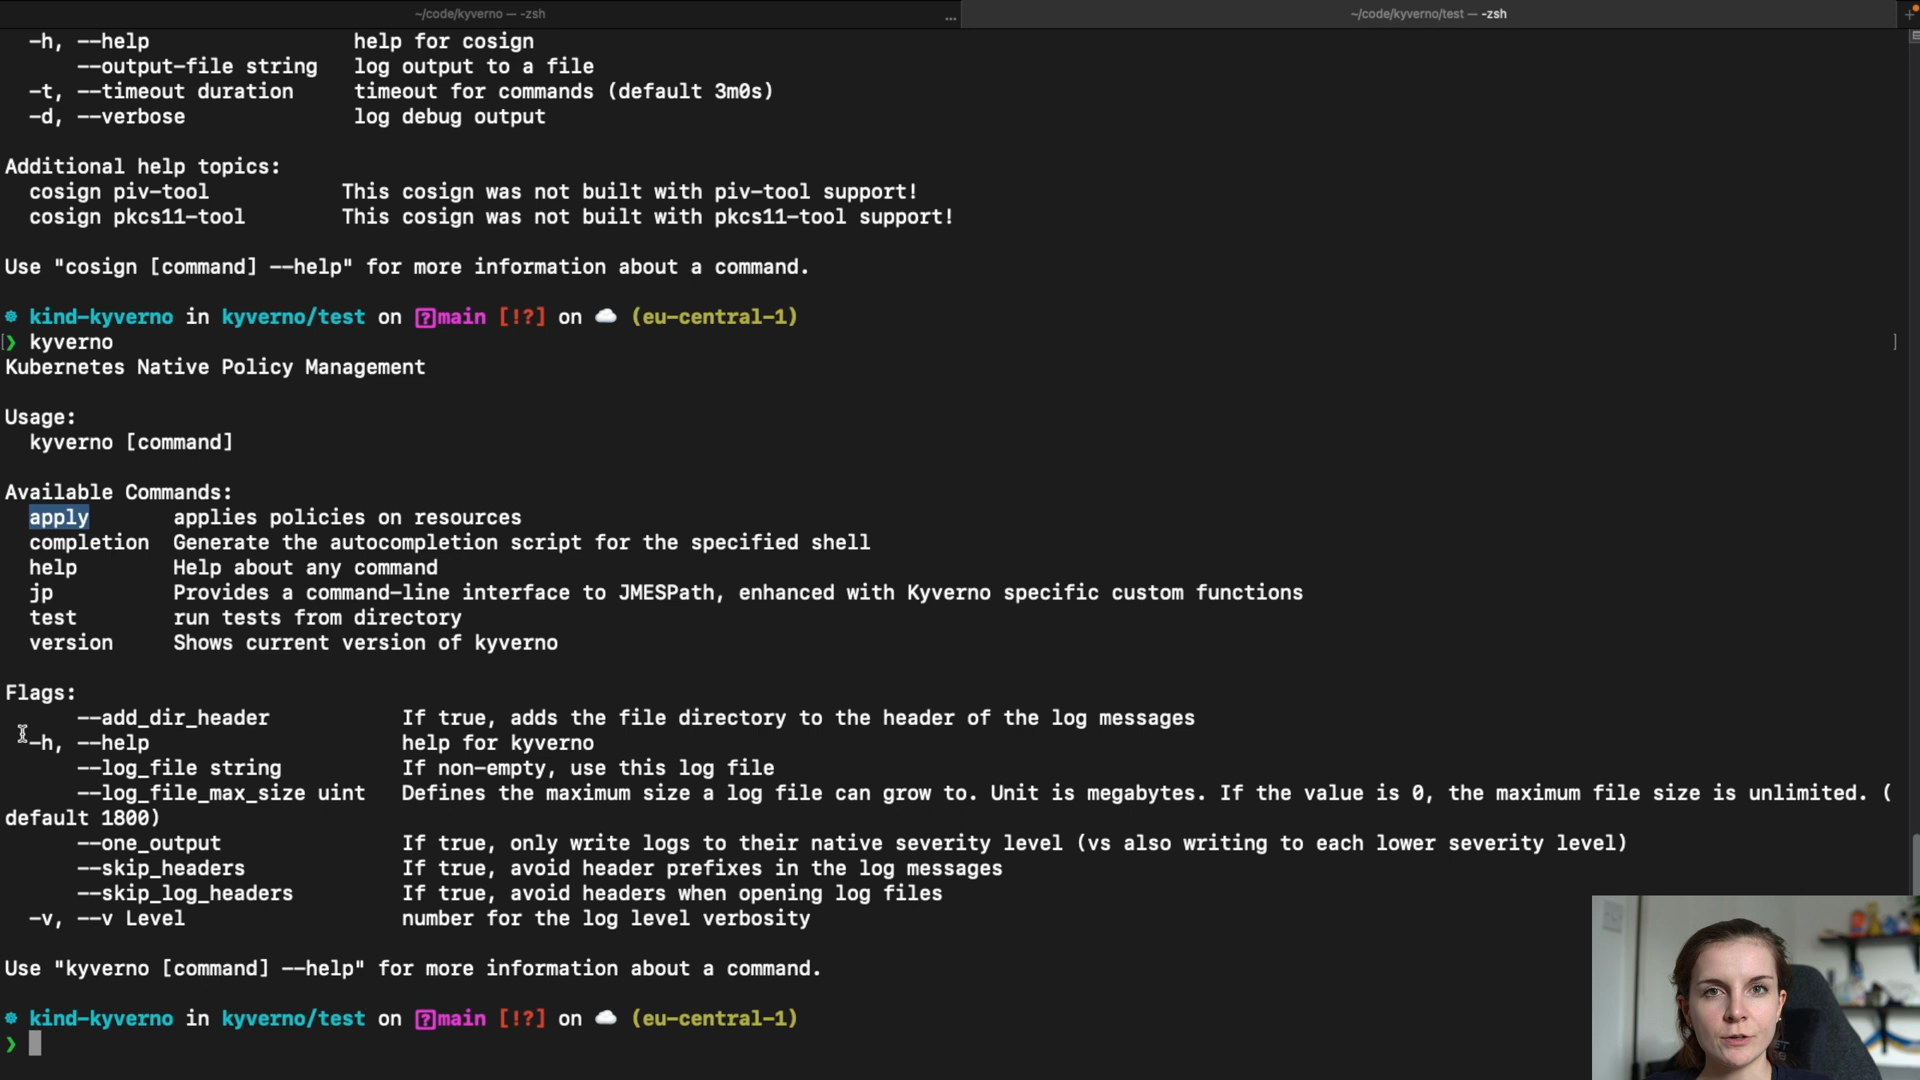 ~/code/kyverno — -zsh
...
~/code/kyverno/test — -zsh
+
-h, --help help for cosign
--output-file string log output to a file
-t, --timeout duration timeout for commands (default 3m0s)
-d, --verbose log debug output
Additional help topics:
cosign piv-tool This cosign was not built with piv-tool support!
cosign pkcs11-tool This cosign was not built with pkcs11-tool support!
Use "cosign [command] --help" for more information about a command.
☸ kind-kyverno in kyverno/test on ?main [!?] on ☁️ (eu-central-1)
[❯ kyverno ]
Kubernetes Native Policy Management
Usage:
kyverno [command]
Available Commands:
apply applies policies on resources
completion Generate the autocompletion script for the specified shell
help Help about any command
jp Provides a command-line interface to JMESPath, enhanced with Kyverno specific custom functions
test run tests from directory
version Shows current version of kyverno
Flags:
--add_dir_header If true, adds the file directory to the header of the log messages
-h, --help help for kyverno
--log_file string If non-empty, use this log file
--log_file_max_size uint Defines the maximum size a log file can grow to. Unit is megabytes. If the value is 0, the maximum file size is unlimited. (
default 1800)
--one_output If true, only write logs to their native severity level (vs also writing to each lower severity level)
--skip_headers If true, avoid header prefixes in the log messages
--skip_log_headers If true, avoid headers when opening log files
-v, --v Level number for the log level verbosity
Use "kyverno [command] --help" for more information about a command.
☸ kind-kyverno in kyverno/test on ?main [!?] on ☁️ (eu-central-1)
❯